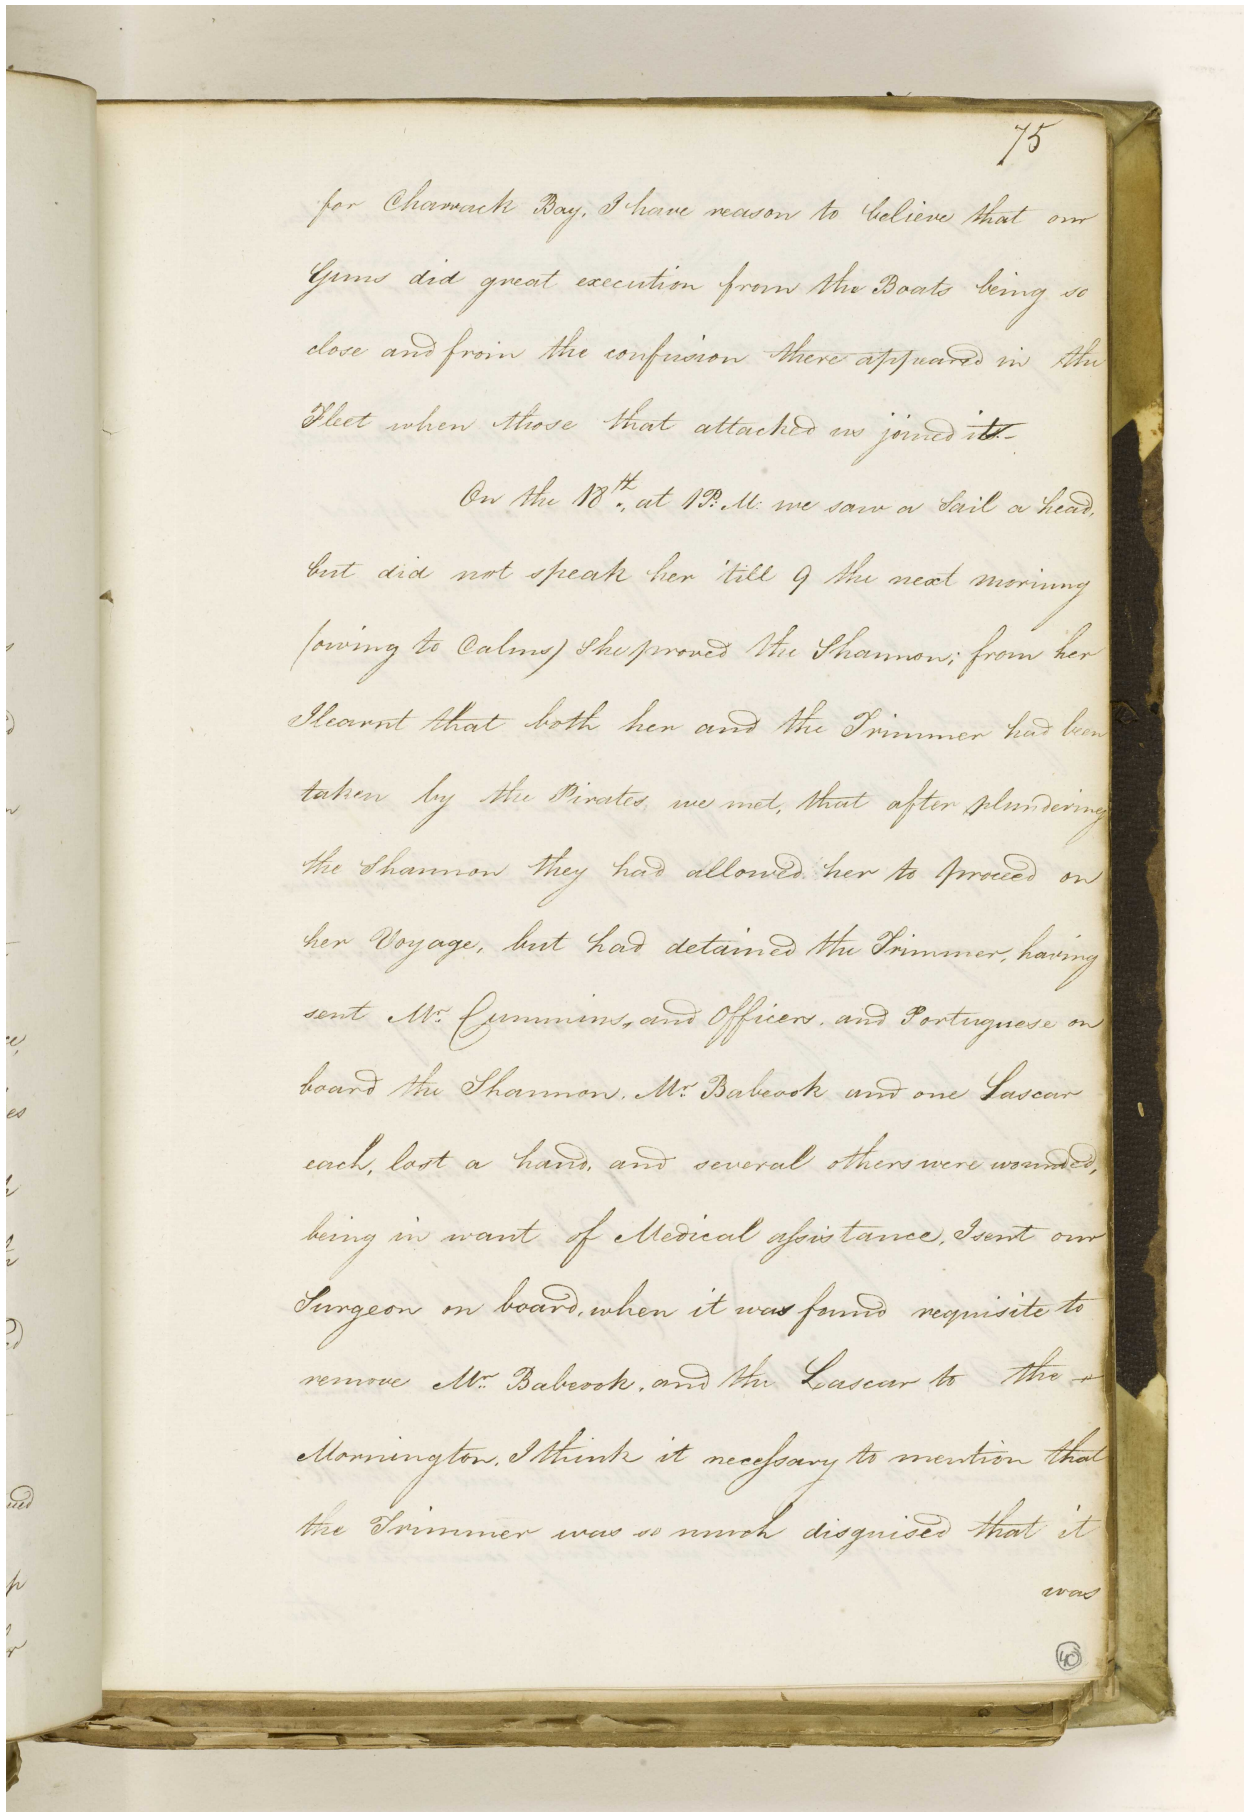 75
for Charrack Bay. I have reason to believe that our
Guns did great execution from the Boats being so
close and from the confusion there appeared in the
Fleet when those that attacked us joined it.-
On the 18th. at 1 P. M. we saw a Sail a head,
but did not speak her 'till 9 the next morning
(owing to Calms) She proved the Shannon; from her
I learnt that both her and the Trimmer had been
taken by the Pirates, we met, that after plundering
the Shannon they had allowed her to proceed on
her Voyage, but had detained the Trimmer, having
sent Mr. Cummins, and Officers, and Portuguese on
board the Shannon. Mr. Babcook and one Lascar
each, lost a hand, and several others were wounded,
being in want of Medical assistance, I sent our
Surgeon on board, when it was found requisite to
remove Mr. Babcook, and the Lascar to the -
Mornington. I think it necessary to mention that
the Trimmer was so much disguised that it
was
40